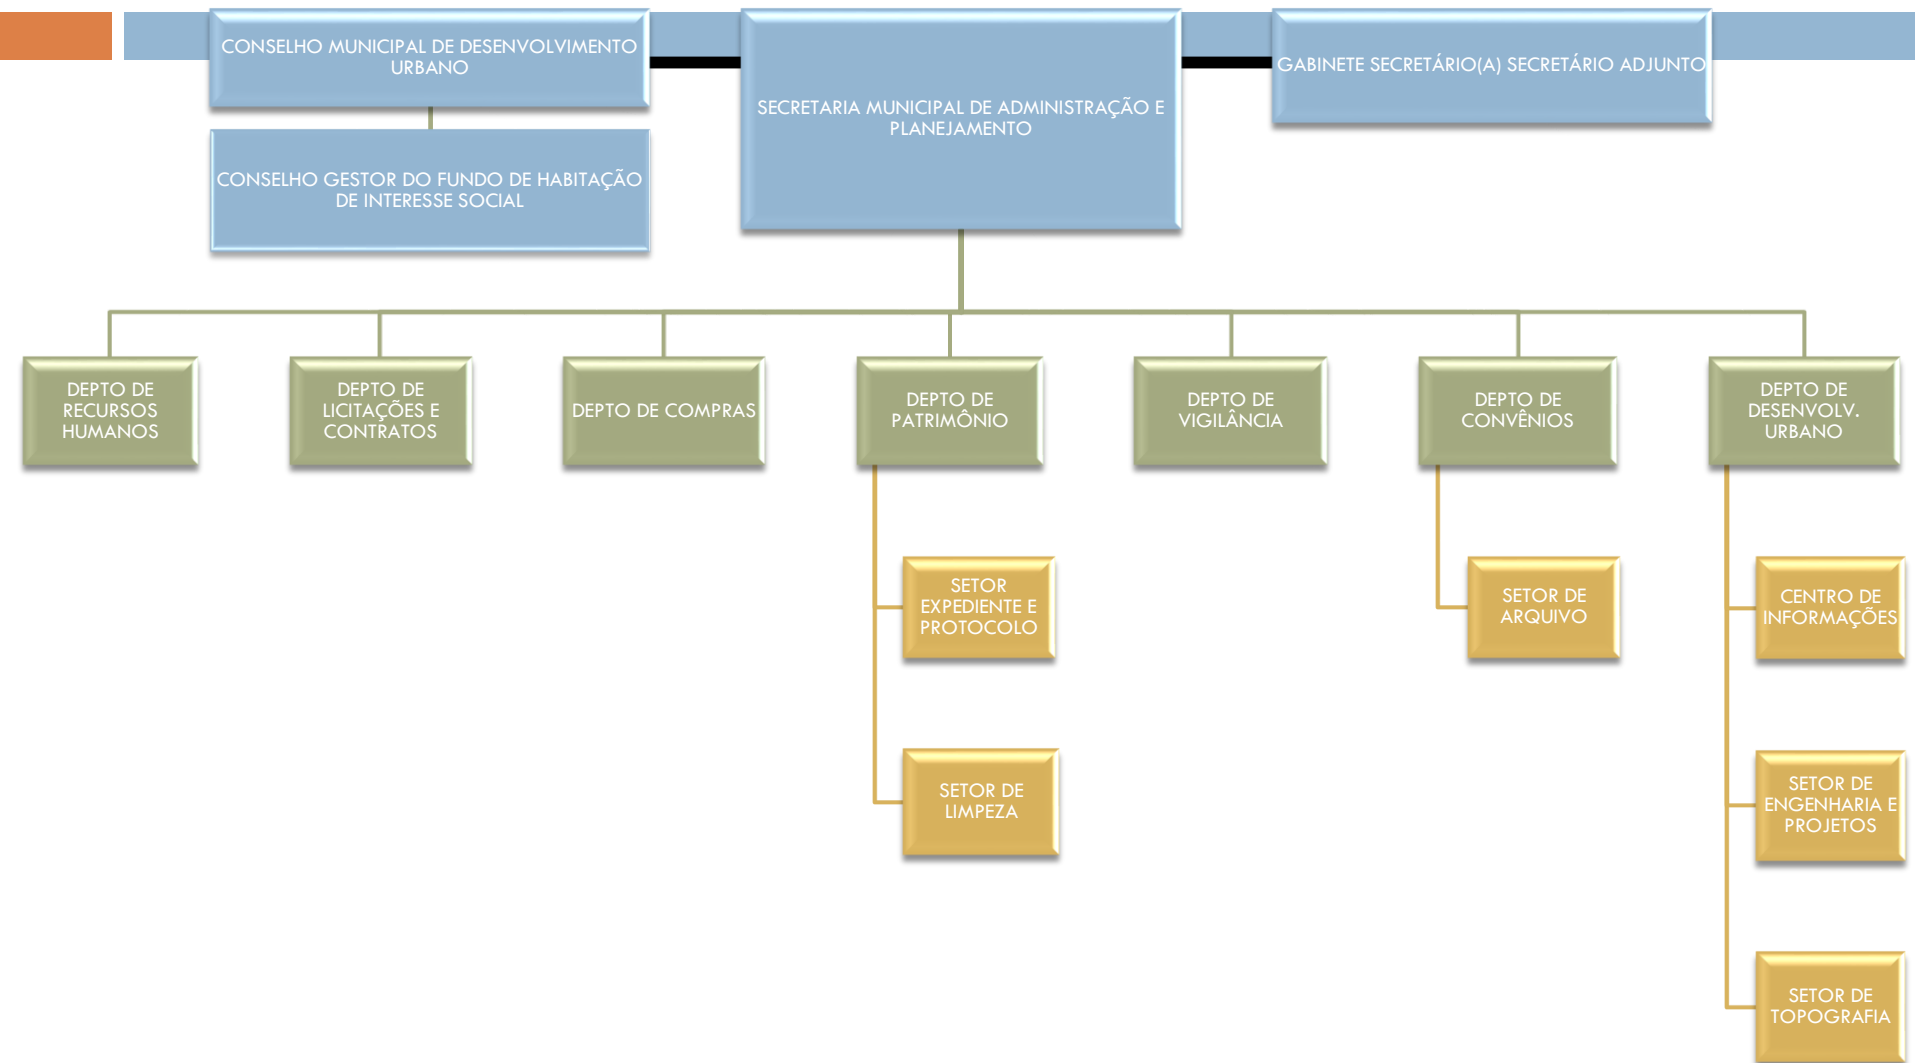 CONSELHO MUNICIPAL DE DESENVOLVIMENTO
URBANO
SECRETARIA MUNICIPAL DE ADMINISTRAÇÃO E
PLANEJAMENTO
GABINETE SECRETÁRIO(A) SECRETÁRIO ADJUNTO
CONSELHO GESTOR DO FUNDO DE HABITAÇÃO
DE INTERESSE SOCIAL
DEPTO DE
RECURSOS
HUMANOS
DEPTO DE
LICITAÇÕES E
CONTRATOS
DEPTO DE COMPRAS
DEPTO DE
PATRIMÔNIO
DEPTO DE
VIGILÂNCIA
DEPTO DE
CONVÊNIOS
DEPTO DE
DESENVOLV.
URBANO
SETOR
EXPEDIENTE E
PROTOCOLO
SETOR DE
ARQUIVO
CENTRO DE
INFORMAÇÕES
SETOR DE
LIMPEZA
SETOR DE
ENGENHARIA E
PROJETOS
SETOR DE
TOPOGRAFIA